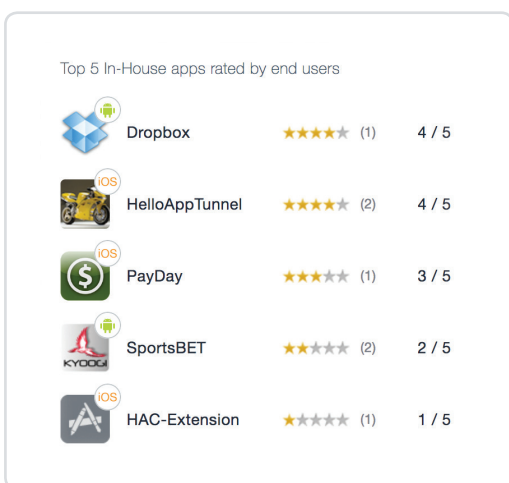 Top 5 In-House apps rated by end users
Dropbox (1) 4 / 5
iOS
HelloAppTunnel (2) 4 / 5
iOS
PayDay (1) 3 / 5
SportsBET (2) 2 / 5
KYOOGI
iOS
HAC-Extension (1) 1 / 5